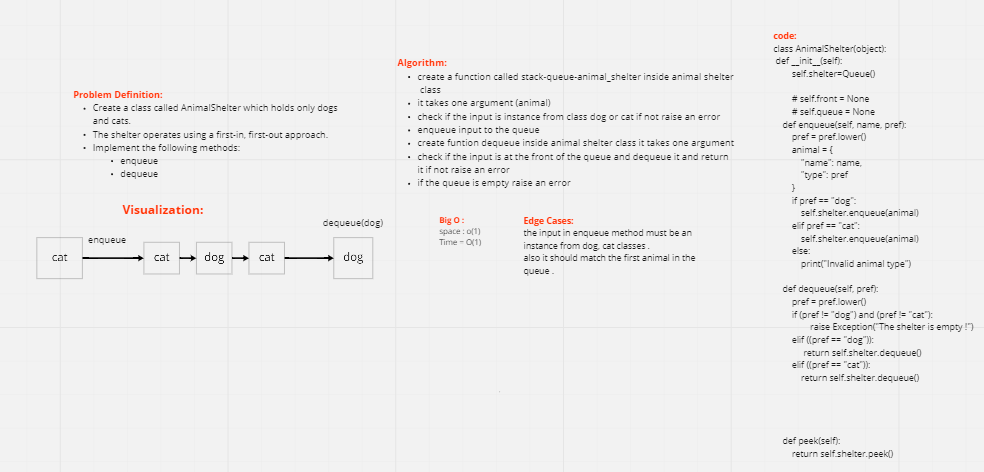 Problem Definition:
Create a class called AnimalShelter which holds only dogs
and cats.
The shelter operates using a first-in, first-out approach.
Implement the following methods:
enqueue
dequeue
Visualization:
dequeue(dog)
enqueue
cat
cat
dog
cat
dog
Algorithm:
create a function called stack-queue-animal_shelter inside animal shelter
class
it takes one argument (animal)
check if the input is instance from class dog or cat if not raise an error
enqueue input to the queue
create funtion dequeue inside animal shelter class it takes one argument
check if the input is at the front of the queue and dequeue it and return
it if not raise an error
if the queue is empty raise an error
Big O :
space : o(1)
Time = O(1)
Edge Cases:
the input in enqueue method must be an
instance from dog, cat classes .
also it should match the first animal in the
queue .
code:
class AnimalShelter(object):
def __init__(self):
self.shelter=Queue()
# self.front = None
# self.queue = None
def enqueue(self, name, pref):
pref = pref.lower()
animal = {
"name": name,
"type": pref
}
if pref == "dog":
self.shelter.enqueue(animal)
elif pref == "cat":
self.shelter.enqueue(animal)
else:
print("Invalid animal type")
def dequeue(self, pref):
pref = pref.lower()
if (pref != "dog") and (pref != "cat"):
raise Exception("The shelter is empty !")
elif ((pref == "dog")):
return self.shelter.dequeue()
elif ((pref == "cat")):
return self.shelter.dequeue()
def peek(self):
return self.shelter.peek()